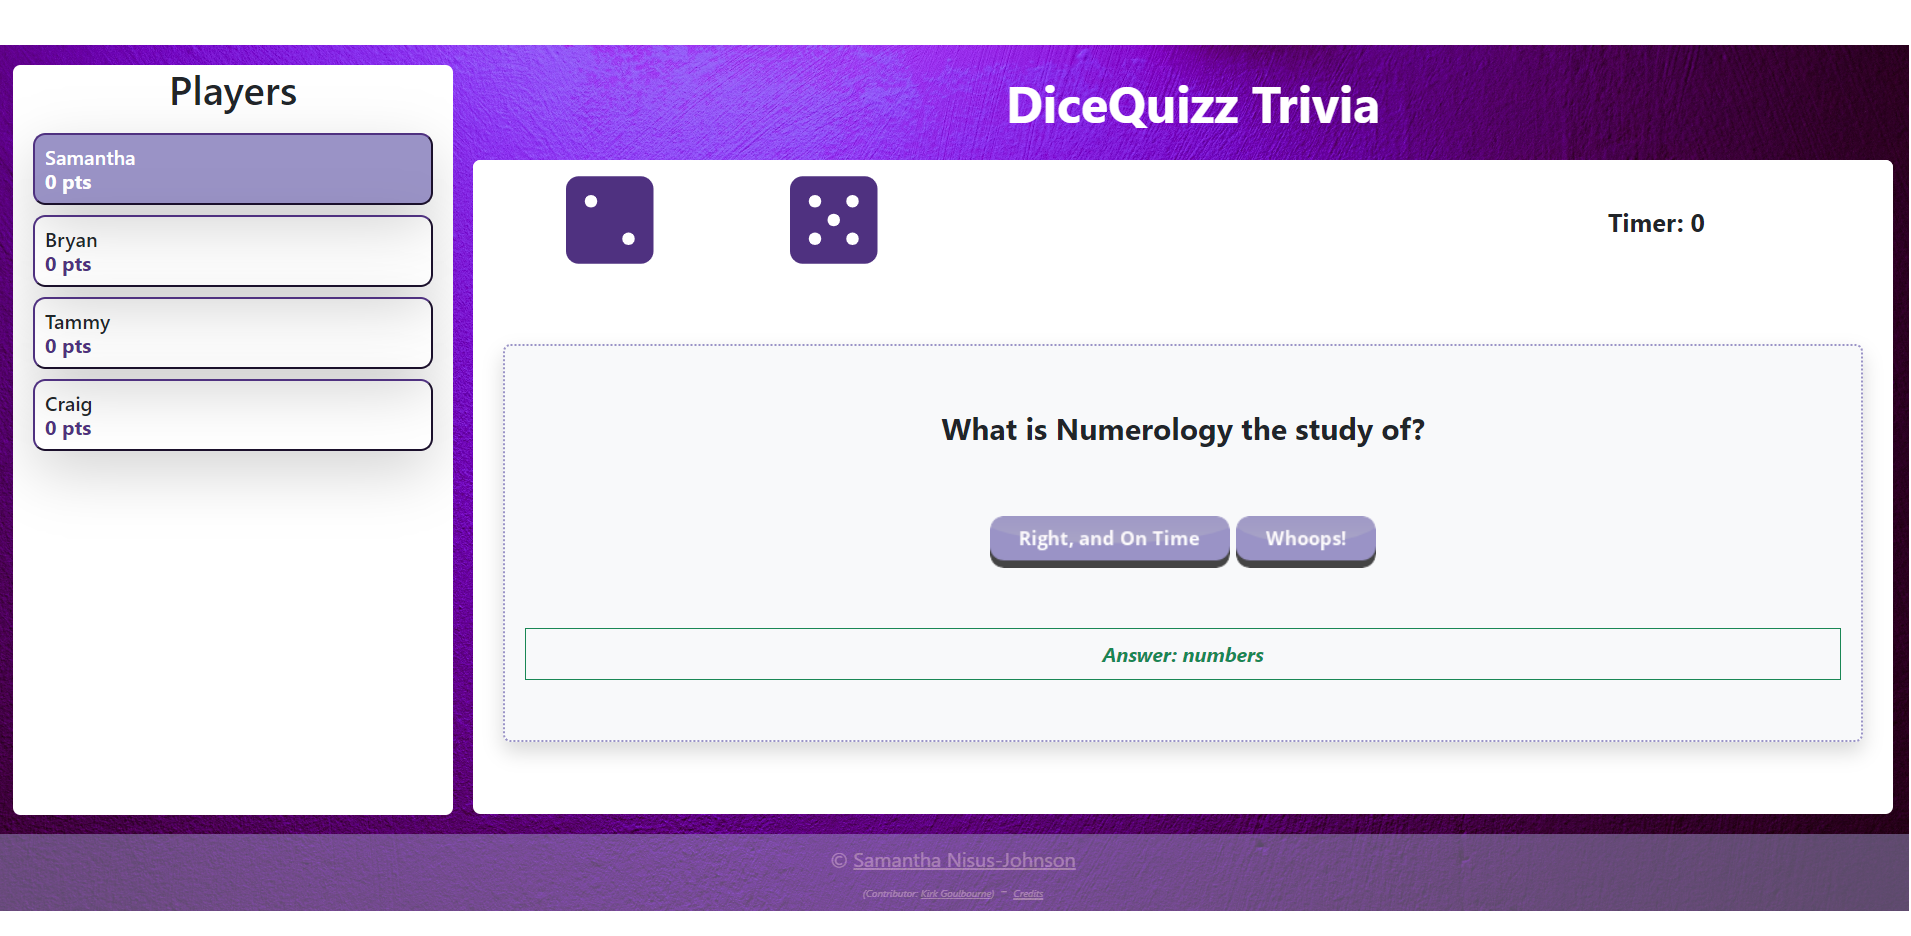 Players
Samantha
0 pts
Bryan
0 pts
Tammy
0 pts
Craig
0 pts
DiceQuizz Trivia
Timer: 0
What is Numerology the study of?
Right, and On Time
Whoops!
Answer: numbers
© Samantha Nisus-Johnson
(Contributor: Kirk Goulbourne) ~ Credits